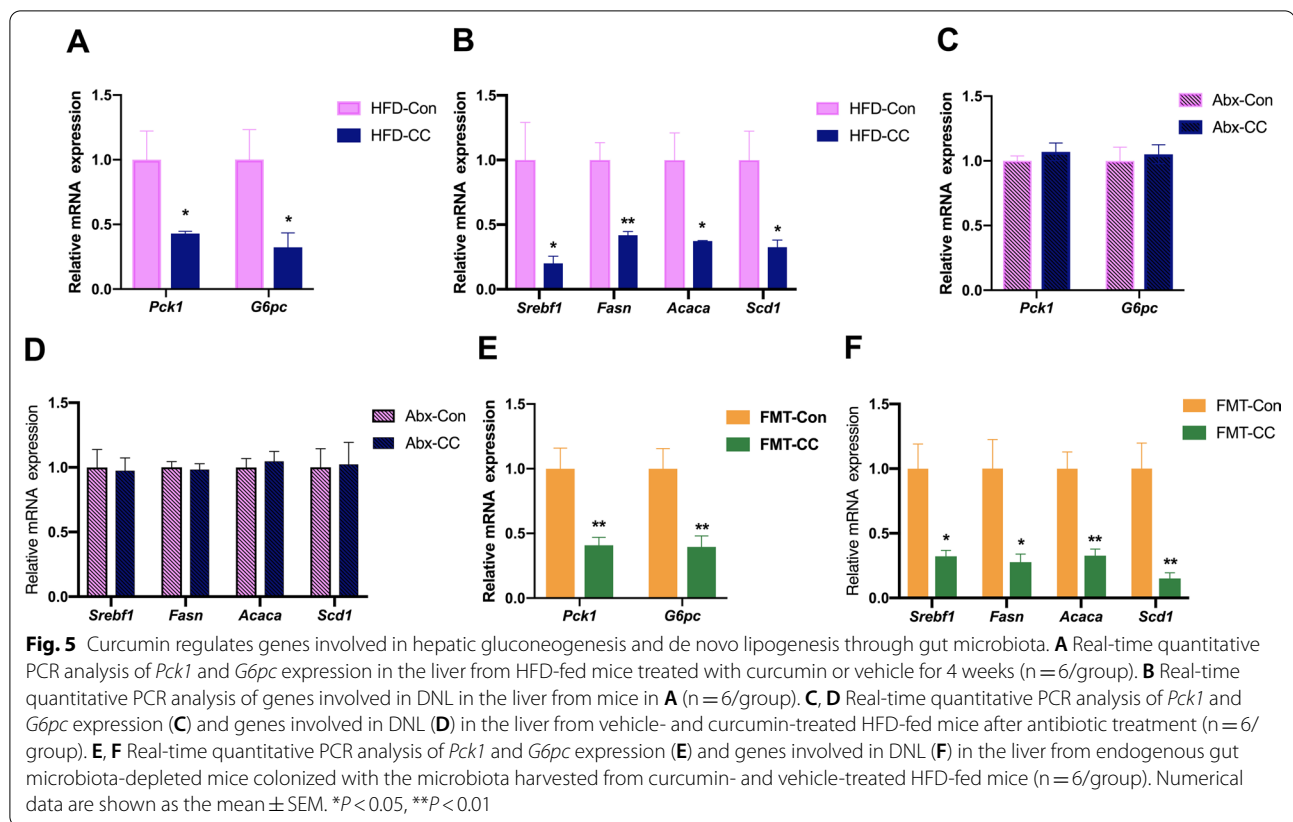 A
Relative mRNA expression
1.5
1.0
0.5
0.0
HFD-Con
HFD-CC
*
*
Pck1 G6pc
B
Relative mRNA expression
1.5
1.0
0.5
0.0
HFD-Con
HFD-CC
*
**
*
*
Srebf1 Fasn Acaca Scd1
C
Relative mRNA expression
1.5
1.0
0.5
0.0
Abx-Con
Abx-CC
Pck1 G6pc
D
Relative mRNA expression
1.5
1.0
0.5
0.0
Abx-Con
Abx-CC
Srebf1 Fasn Acaca Scd1
E
Relative mRNA expression
1.5
1.0
0.5
0.0
FMT-Con
FMT-CC
**
**
Pck1 G6pc
F
Relative mRNA expression
1.5
1.0
0.5
0.0
FMT-Con
FMT-CC
*
*
**
**
Srebf1 Fasn Acaca Scd1
Fig. 5 Curcumin regulates genes involved in hepatic gluconeogenesis and de novo lipogenesis through gut microbiota. A Real-time quantitative
PCR analysis of Pck1 and G6pc expression in the liver from HFD-fed mice treated with curcumin or vehicle for 4 weeks (n = 6/group). B Real-time
quantitative PCR analysis of genes involved in DNL in the liver from mice in A (n = 6/group). C, D Real-time quantitative PCR analysis of Pck1 and
G6pc expression (C) and genes involved in DNL (D) in the liver from vehicle- and curcumin-treated HFD-fed mice after antibiotic treatment (n = 6/
group). E, F Real-time quantitative PCR analysis of Pck1 and G6pc expression (E) and genes involved in DNL (F) in the liver from endogenous gut
microbiota-depleted mice colonized with the microbiota harvested from curcumin- and vehicle-treated HFD-fed mice (n = 6/group). Numerical
data are shown as the mean ± SEM. *P < 0.05, **P < 0.01